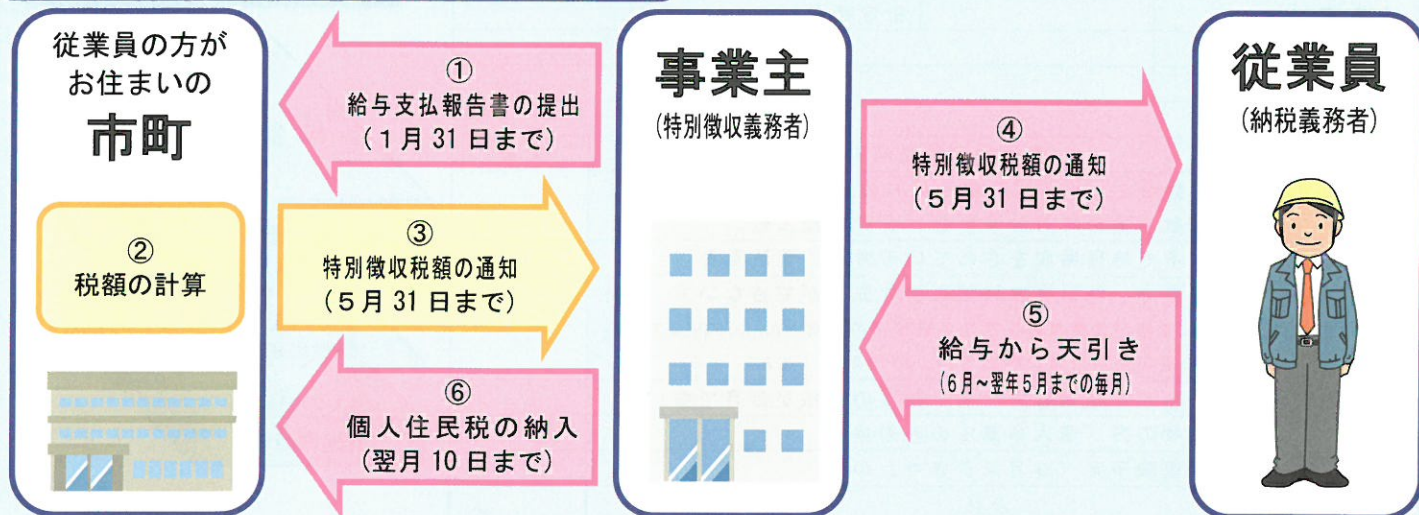 従業員の方が
お住まいの
市町
②
税額の計算
①
給与支払報告書の提出
(1月31日まで)
③
特別徴収税額の通知
(5月31日まで)
⑥
個人住民税の納入
(翌月10日まで)
事業主
(特別徴収義務者)
④
特別徴収税額の通知
(5月31日まで)
⑤
給与から天引き
(6月~翌年5月までの毎月)
従業員
(納税義務者)